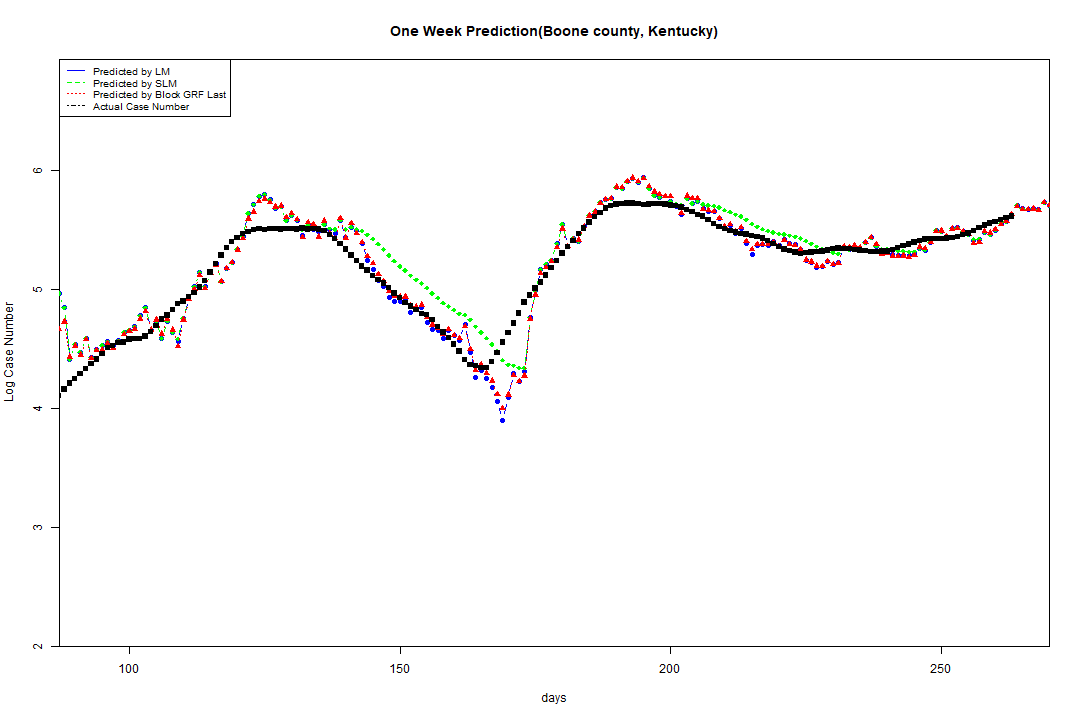 One Week Prediction(Boone county, Kentucky)
Predicted by LM
Predicted by SLM
Predicted by Block GRF Last
Actual Case Number
6
5
4
3
2
Log Case Number
100
150
200
250
days